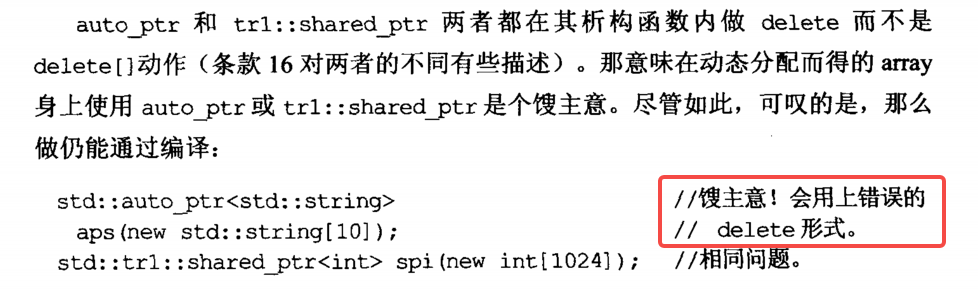 auto_ptr 和 tr1::shared_ptr 两者都在其析构函数内做 delete 而不是
delete[]动作（条款 16 对两者的不同有些描述）。那意味在动态分配而得的 array
身上使用 auto_ptr 或 tr1::shared_ptr 是个馊主意。尽管如此，可叹的是，那么
做仍能通过编译：
std::auto_ptr<std::string> //馊主意！会用上错误的
aps(new std::string[10]); // delete 形式。
std::tr1::shared_ptr<int> spi(new int[1024]); //相同问题。